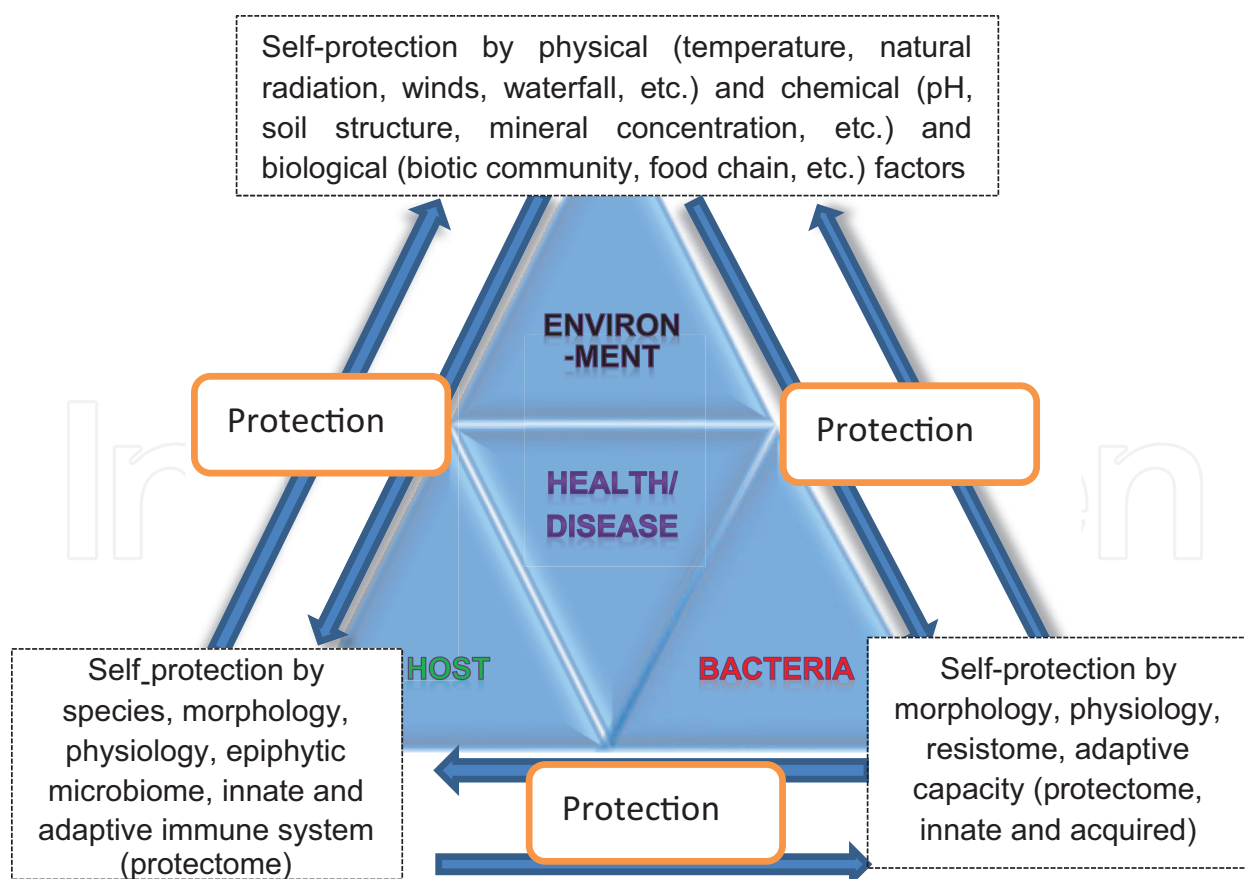 Self-protection by physical (temperature, natural
radiation, winds, waterfall, etc.) and chemical (pH,
soil structure, mineral concentration, etc.) and
biological (biotic community, food chain, etc.) factors
ENVIRON
-MENT
Protection
Protection
HEALTH/
DISEASE
HOST
BACTERIA
Self_protection by
species, morphology,
physiology, epiphytic
microbiome, innate and
adaptive immune system
(protectome)
Protection
Self-protection by
morphology, physiology,
resistome, adaptive
capacity (protectome,
innate and acquired)